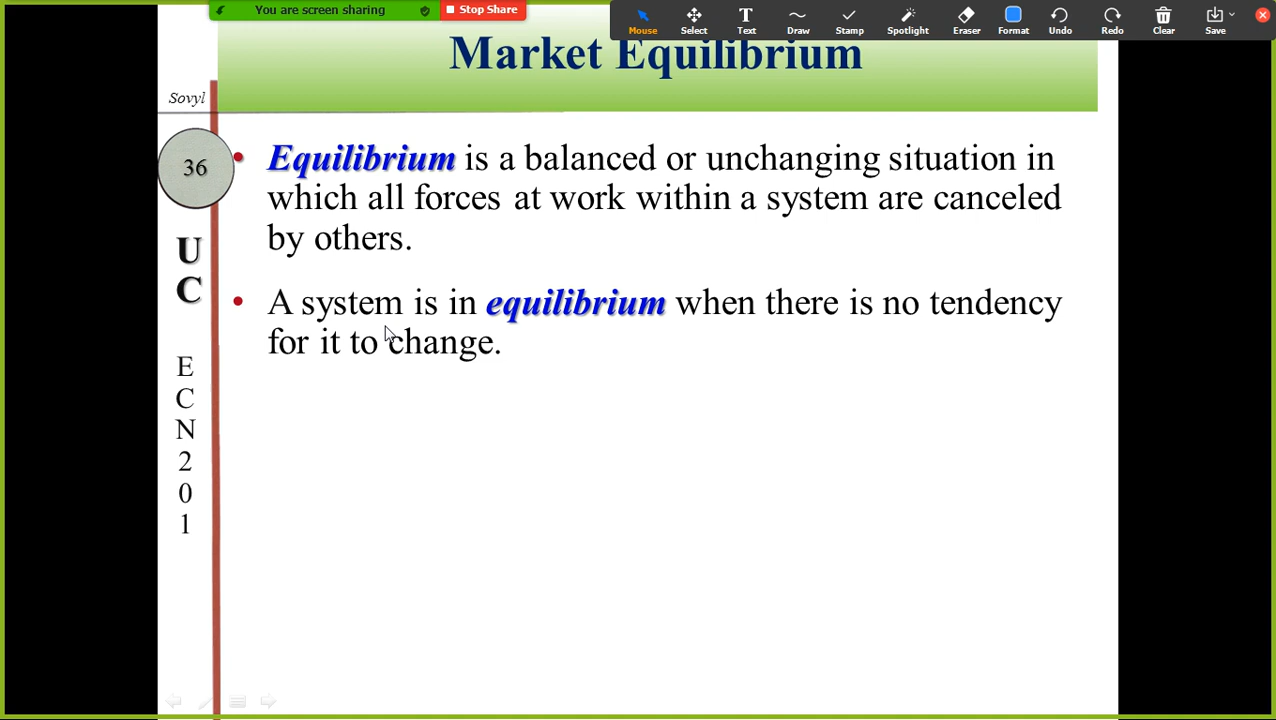 You are screen sharing
Stop Share
Mouse
Select
Text
Draw
Stamp
Spotlight
Eraser
Format
Undo
Redo
Clear
Save
Market Equilibrium
Sovyl
36
• Equilibrium is a balanced or unchanging situation in
which all forces at work within a system are canceled
by others.
• A system is in equilibrium when there is no tendency
for it to change.
U
C
E
C
N
2
0
1